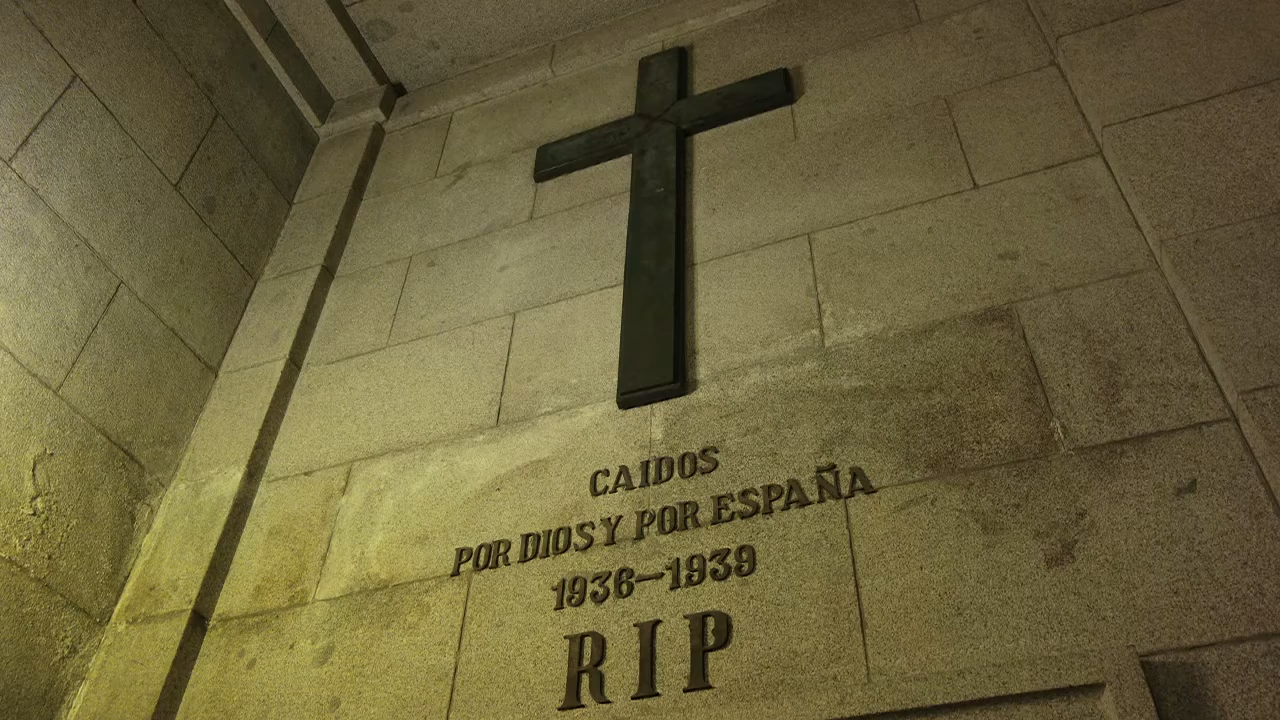 CAIDOS
POR DIOS Y POR ESPAÑA
1936–1939
RIP